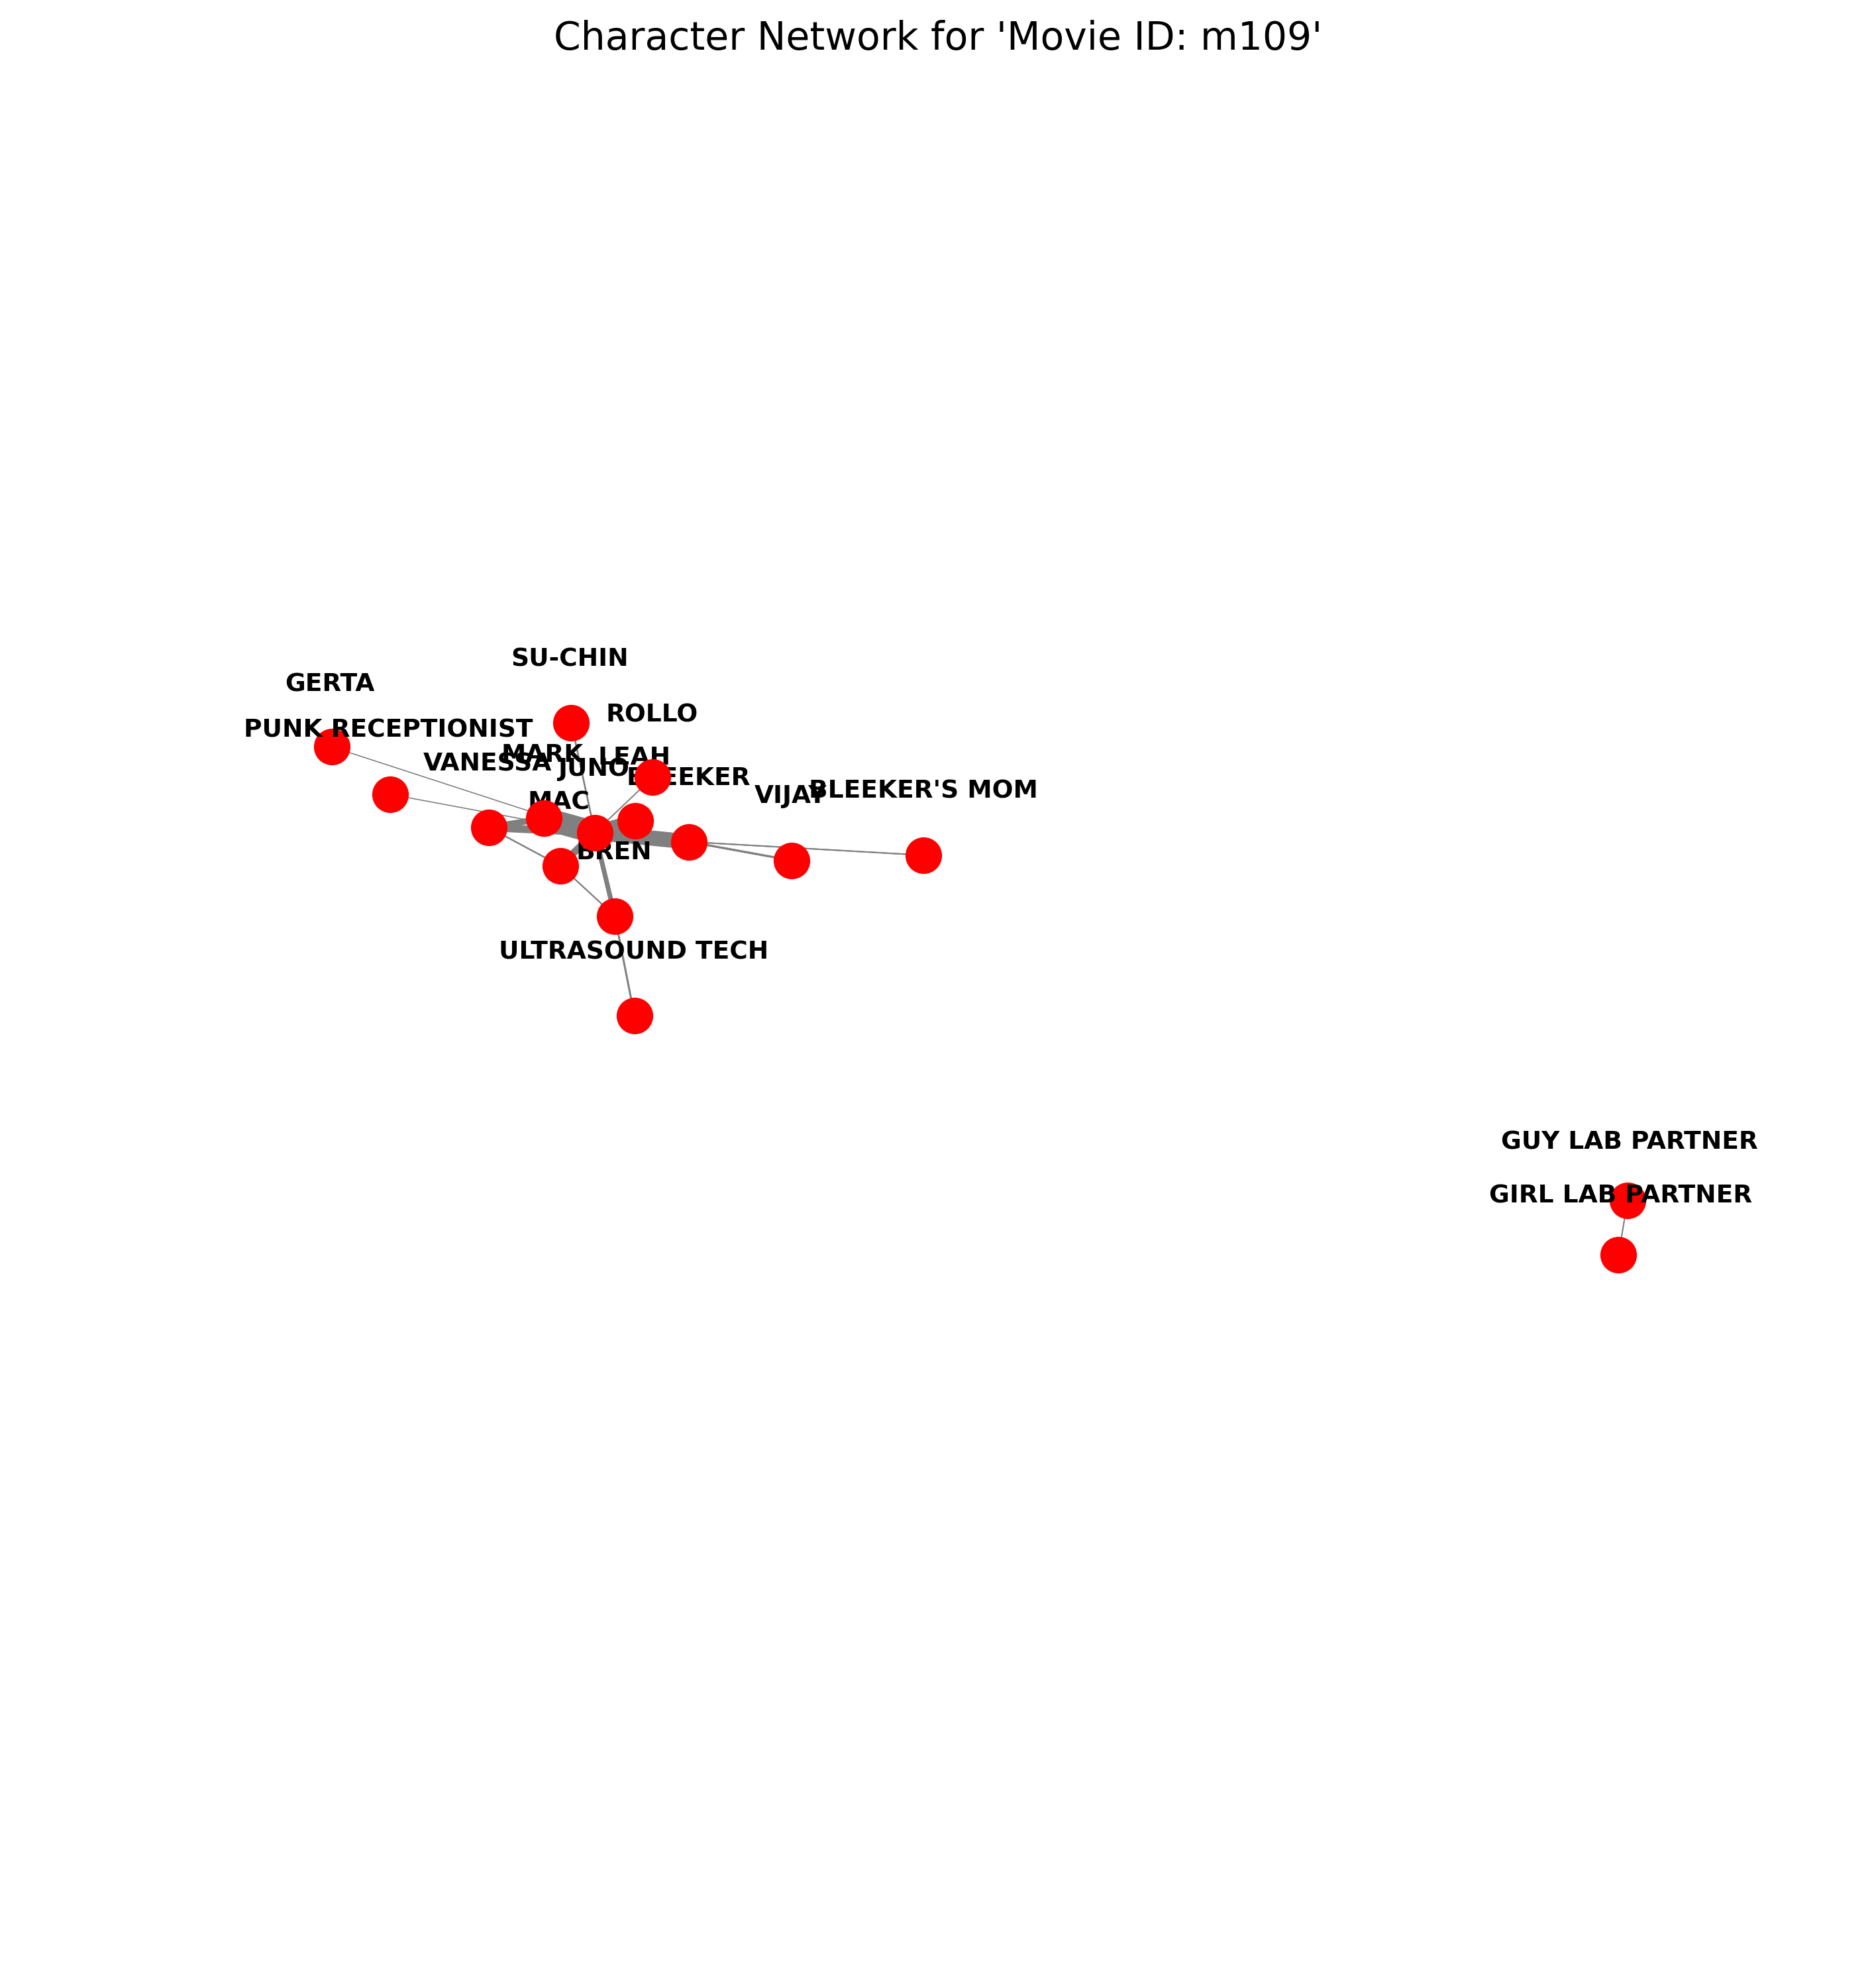 Character Network for 'Movie ID: m109'
SU-CHIN
GERTA
ROLLO
PUNK RECEPTIONIST
MARK
LEAH
VANESSA
JUNO
BLEEKER
BLEEKER'S MOM
VIJAY
MAC
BREN
ULTRASOUND TECH
GUY LAB PARTNER
GIRL LAB PARTNER